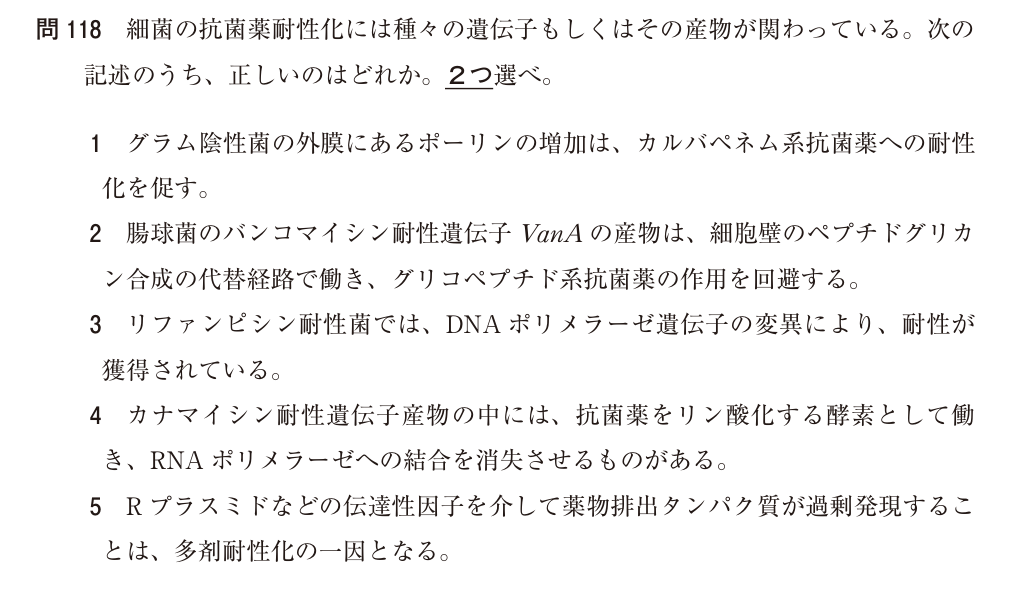 問 118　細菌の抗菌薬耐性化には種々の遺伝子もしくはその産物が関わっている。次の
記述のうち、正しいのはどれか。2つ選べ。
1　グラム陰性菌の外膜にあるポーリンの増加は、カルバペネム系抗菌薬への耐性
化を促す。
2　腸球菌のバンコマイシン耐性遺伝子 VanA の産物は、細胞壁のペプチドグリカ
ン合成の代替経路で働き、グリコペプチド系抗菌薬の作用を回避する。
3　リファンピシン耐性菌では、DNA ポリメラーゼ遺伝子の変異により、耐性が
獲得されている。
4　カナマイシン耐性遺伝子産物の中には、抗菌薬をリン酸化する酵素として働
き、RNA ポリメラーゼへの結合を消失させるものがある。
5　R プラスミドなどの伝達性因子を介して薬物排出タンパク質が過剰発現するこ
とは、多剤耐性化の一因となる。